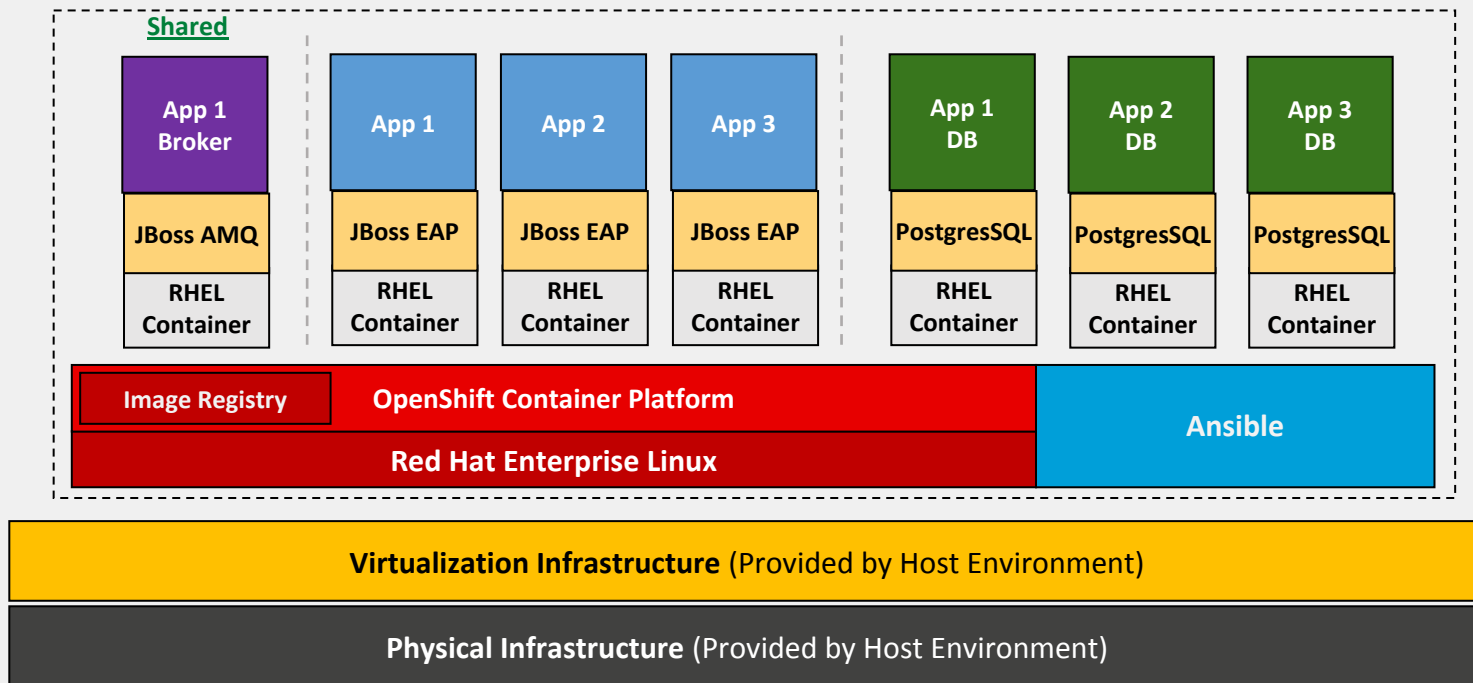 Shared
App 1
Broker
App 1
App 2
App 3
App 1
DB
App 2
DB
App 3
DB
JBoss AMQ
JBoss EAP
JBoss EAP
JBoss EAP
PostgresSQL
PostgresSQL
PostgresSQL
RHEL
Container
RHEL
Container
RHEL
Container
RHEL
Container
RHEL
Container
RHEL
Container
RHEL
Container
Image Registry
OpenShift Container Platform
Ansible
Red Hat Enterprise Linux
Virtualization Infrastructure (Provided by Host Environment)
Physical Infrastructure (Provided by Host Environment)